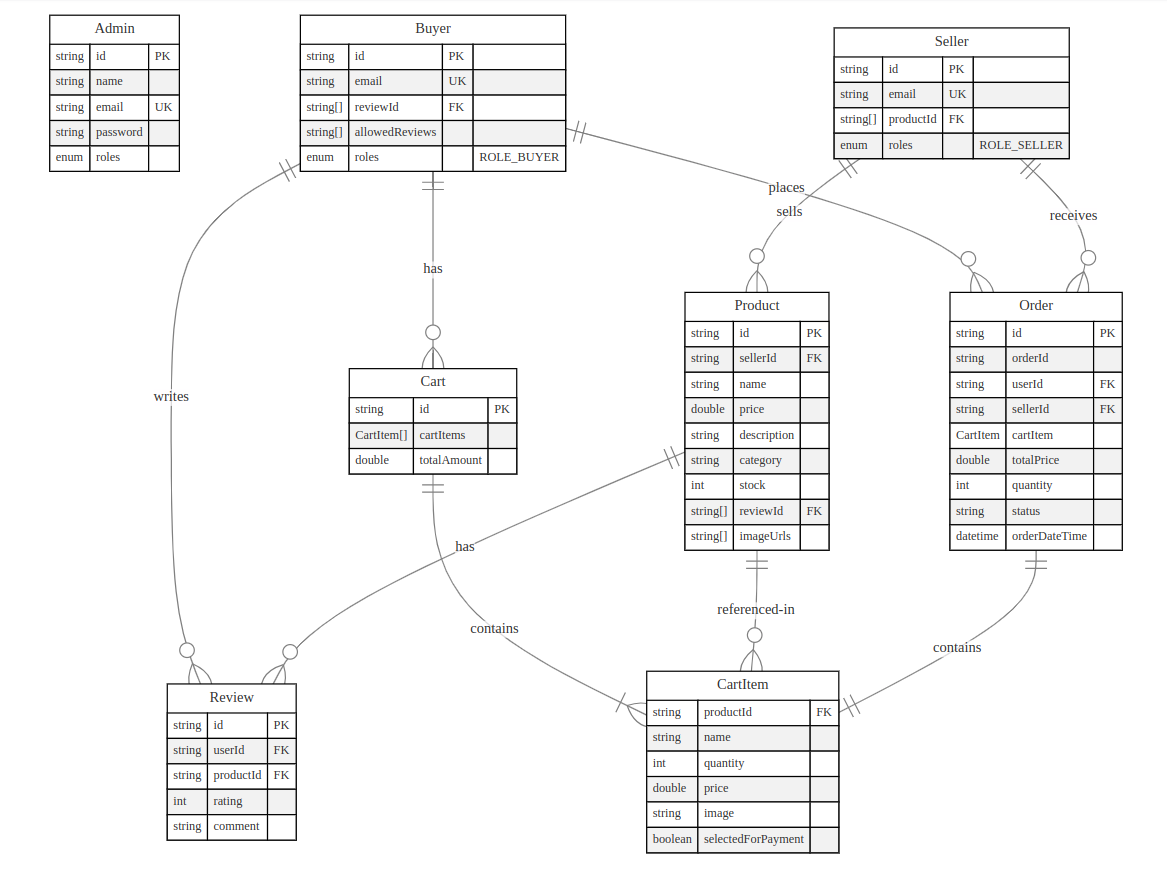 Admin
string id PK
string name
string email UK
string password
enum roles
Buyer
string id PK
string email UK
string[] reviewId FK
string[] allowedReviews
enum roles ROLE_BUYER
Seller
string id PK
string email UK
string[] productId FK
enum roles ROLE_SELLER
places
sells
receives
has
writes
Cart
string id PK
CartItem[] cartItems
double totalAmount
Product
string id PK
string sellerId FK
string name
double price
string description
string category
int stock
string[] reviewId FK
string[] imageUrls
Order
string id PK
string orderId
string userId FK
string sellerId FK
CartItem cartItem
double totalPrice
int quantity
string status
datetime orderDateTime
has
contains
referenced-in
contains
Review
string id PK
string userId FK
string productId FK
int rating
string comment
CartItem
string productId FK
string name
int quantity
double price
string image
boolean selectedForPayment